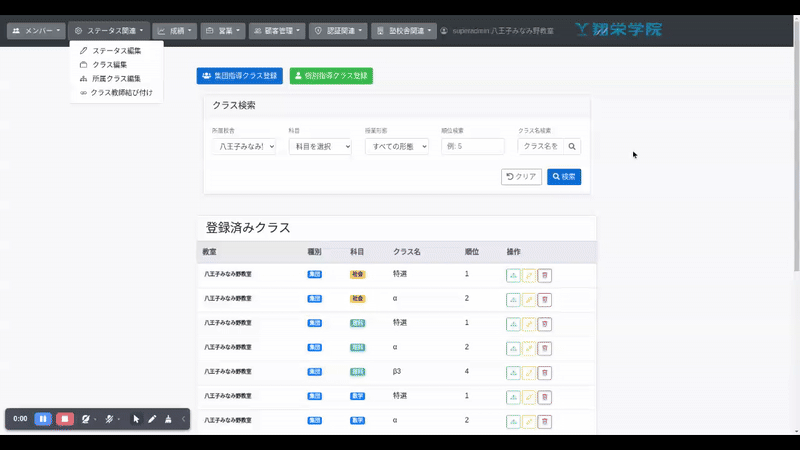 メンバー ステータス関連 成績 営業 顧客管理 認証関連 塾校舎関連 八王子みなみ野教室 翔栄学院
ステータス編集
クラス編集
所属クラス編集
クラス教師結び付け
集団指導クラス登録 個別指導クラス登録
クラス検索
所属校舎 科目 授業形態 順位検索 クラス名検索
八王子みなみ! 科目を選択 すべての形態 例: 5 クラス名を
クリア 検索
登録済みクラス
教室 種別 科目 クラス名 順位 操作
八王子みなみ野教室 集団 社会 特選 1
八王子みなみ野教室 集団 社会 α 2
八王子みなみ野教室 集団 理科 特選 1
八王子みなみ野教室 集団 理科 α 2
八王子みなみ野教室 集団 理科 β3 4
八王子みなみ野教室 集団 数学 特選 1
八王子みなみ野教室 集団 数学 α 2
0:00